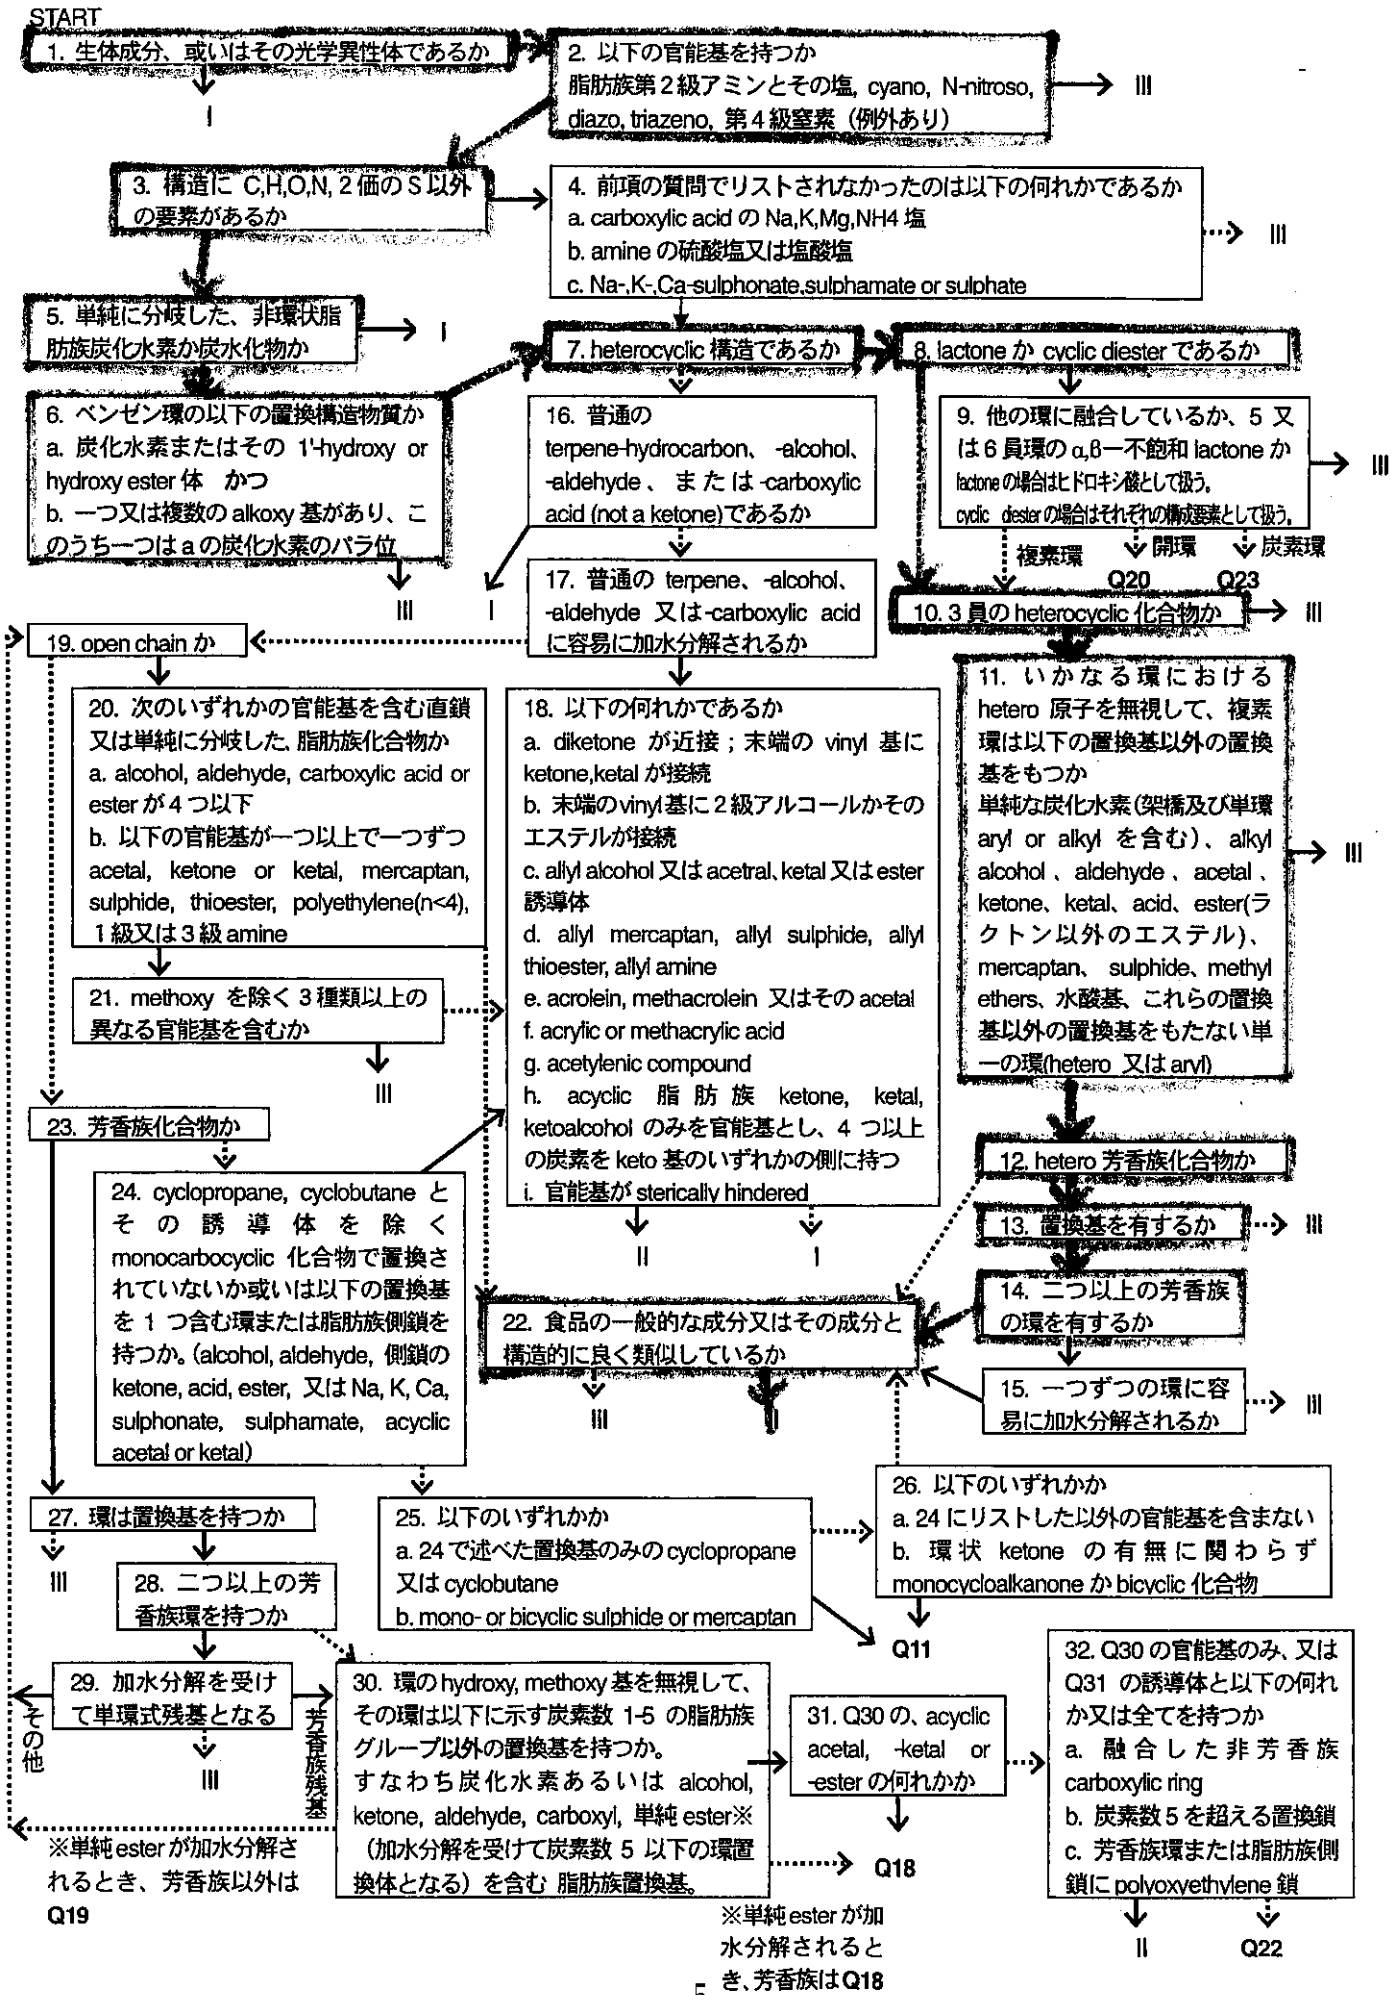 START
1. 生体成分、或いはその光学異性体であるか
I
2. 以下の官能基を持つか
脂肪族第2級アミンとその塩, cyano, N-nitroso,
diazo, triazeno, 第4級窒素（例外あり）
III
3. 構造に C,H,O,N, 2価のS以外
の要素があるか
4. 前項の質問でリストされなかったのは以下の何れかであるか
a. carboxylic acid の Na,K,Mg,NH4 塩
b. amine の硫酸塩又は塩酸塩
c. Na-,K-,Ca-sulphonate,sulphamate or sulphate
III
5. 単純に分岐した、非環状脂
肪族炭化水素か炭水化物か
I
6. ベンゼン環の以下の置換構造物質か
a. 炭化水素またはその 1'-hydroxy or
hydroxy ester 体 かつ
b. 一つ又は複数の alkoxy 基があり、こ
のうち一つは a の炭化水素のパラ位
III
7. heterocyclic 構造であるか
8. lactone か cyclic diester であるか
9. 他の環に融合しているか、5 又
は 6 員環の α,β－不飽和 lactone か
lactone の場合はヒドロキシ酸として扱う。
cyclic diester の場合はそれぞれの構成要素として扱う。
III
複素環
開環
炭素環
Q20
Q23
10. 3 員の heterocyclic 化合物か
III
11. いかなる環における
hetero 原子を無視して、複素
環は以下の置換基以外の置換
基をもつか
単純な炭化水素(架橋及び単環
aryl or alkyl を含む)、alkyl
alcohol 、aldehyde 、acetal 、
ketone、ketal、acid、ester(ラ
クトン以外のエステル)、
mercaptan、 sulphide、methyl
ethers、水酸基、これらの置換
基以外の置換基をもたない単
一の環(hetero 又は aryl)
III
12. hetero 芳香族化合物か
13. 置換基を有するか
III
14. 二つ以上の芳香族
の環を有するか
15. 一つずつの環に容
易に加水分解されるか
III
16. 普通の
terpene-hydrocarbon、 -alcohol、
-aldehyde 、または -carboxylic
acid (not a ketone)であるか
I
17. 普通の terpene、-alcohol、
-aldehyde 又は-carboxylic acid
に容易に加水分解されるか
18. 以下の何れかであるか
a. diketone が近接；末端の vinyl 基に
ketone,ketal が接続
b. 末端のvinyl基に2級アルコールかその
エステルが接続
c. allyl alcohol 又は acetral, ketal 又は ester
誘導体
d. allyl mercaptan, allyl sulphide, allyl
thioester, allyl amine
e. acrolein, methacrolein 又はその acetal
f. acrylic or methacrylic acid
g. acetylenic compound
h. acyclic 脂肪族 ketone, ketal,
ketoalcohol のみを官能基とし、4 つ以上
の炭素を keto 基のいずれかの側に持つ
i. 官能基が sterically hindered
II
I
19. open chain か
20. 次のいずれかの官能基を含む直鎖
又は単純に分岐した、脂肪族化合物か
a. alcohol, aldehyde, carboxylic acid or
ester が 4 つ以下
b. 以下の官能基が一つ以上で一つずつ
acetal, ketone or ketal, mercaptan,
sulphide, thioester, polyethylene(n<4),
1 級又は 3 級 amine
21. methoxy を除く 3 種類以上の
異なる官能基を含むか
III
22. 食品の一般的な成分又はその成分と
構造的に良く類似しているか
III
II
23. 芳香族化合物か
24. cyclopropane, cyclobutane と
その誘導体を除く
monocarbocyclic 化合物で置換さ
れていないか或いは以下の置換基
を 1 つ含む環または脂肪族側鎖を
持つか。(alcohol, aldehyde, 側鎖の
ketone, acid, ester, 又は Na, K, Ca,
sulphonate, sulphamate, acyclic
acetal or ketal)
25. 以下のいずれかか
a. 24 で述べた置換基のみの cyclopropane
又は cyclobutane
b. mono- or bicyclic sulphide or mercaptan
26. 以下のいずれかか
a. 24 にリストした以外の官能基を含まない
b. 環状 ketone の有無に関わらず
monocycloalkanone か bicyclic 化合物
Q11
27. 環は置換基を持つか
III
28. 二つ以上の芳
香族環を持つか
29. 加水分解を受け
て単環式残基となる
その他
III
芳香族残基
30. 環の hydroxy, methoxy 基を無視して、
その環は以下に示す炭素数 1-5 の脂肪族
グループ以外の置換基を持つか。
すなわち炭化水素あるいは alcohol,
ketone, aldehyde, carboxyl, 単純 ester※
（加水分解を受けて炭素数 5 以下の環置
換体となる）を含む 脂肪族置換基。
31. Q30 の、acyclic
acetal, -ketal or
-ester の何れかか
Q18
32. Q30 の官能基のみ、又は
Q31 の誘導体と以下の何れ
か又は全てを持つか
a. 融合した非芳香族
carboxylic ring
b. 炭素数 5 を超える置換鎖
c. 芳香族環または脂肪族側
鎖に polyoxyethylene 鎖
II
Q22
※単純 ester が加水分解さ
れるとき、芳香族以外は
Q19
※単純 ester が加
水分解されると
き、芳香族は Q18
5